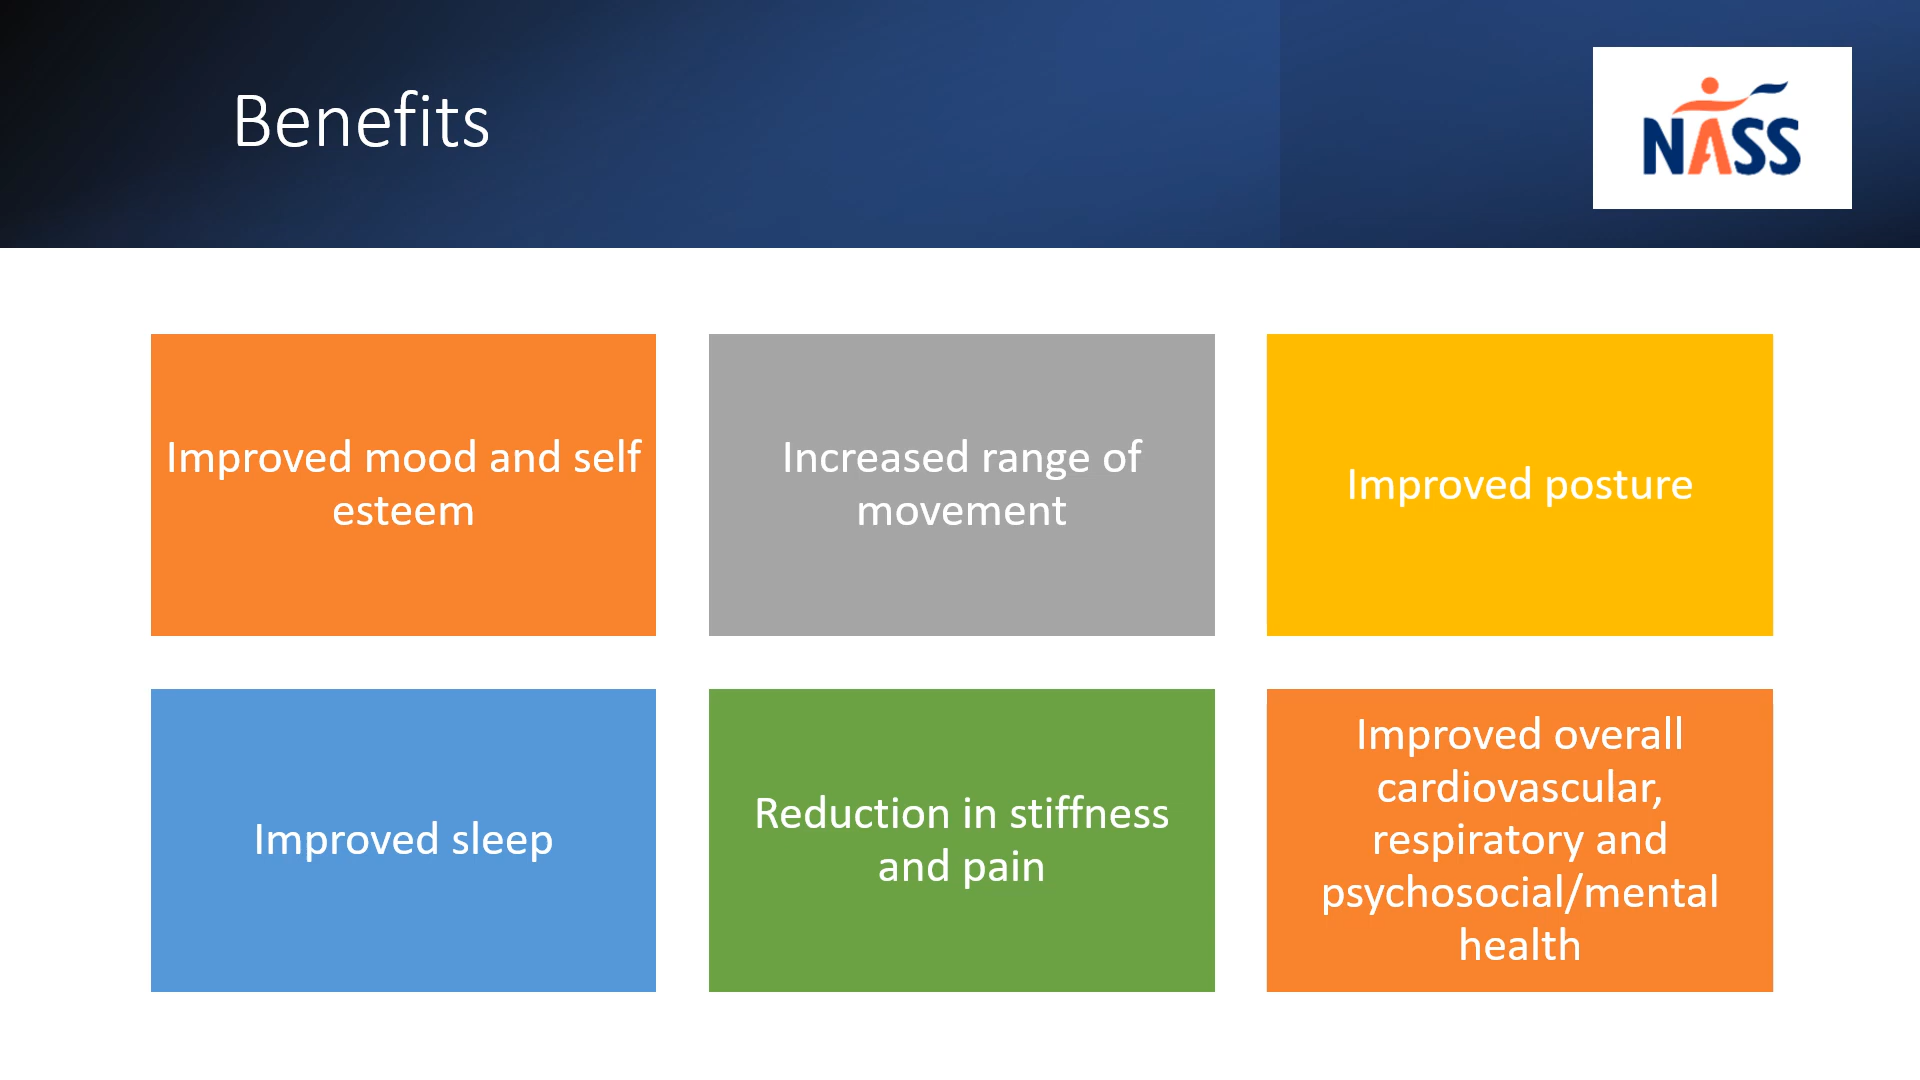 Benefits
NASS
Improved mood and self
esteem
Increased range of
movement
Improved posture
Improved sleep
Reduction in stiffness
and pain
Improved overall
cardiovascular,
respiratory and
psychosocial/mental
health